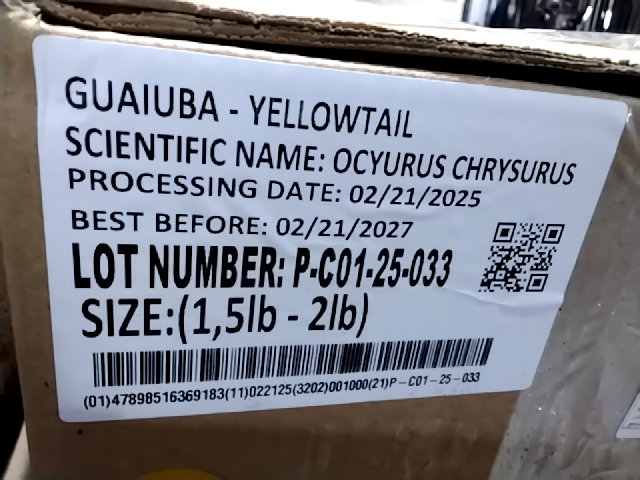 GUAIUBA - YELLOWTAIL
SCIENTIFIC NAME: OCYURUS CHRYSURUS
PROCESSING DATE: 02/21/2025
BEST BEFORE: 02/21/2027
LOT NUMBER: P-C01-25-033
SIZE:(1,5lb - 2lb)
(01)47898516369183(11)022125(3202)001000(21)P-C01-25-033